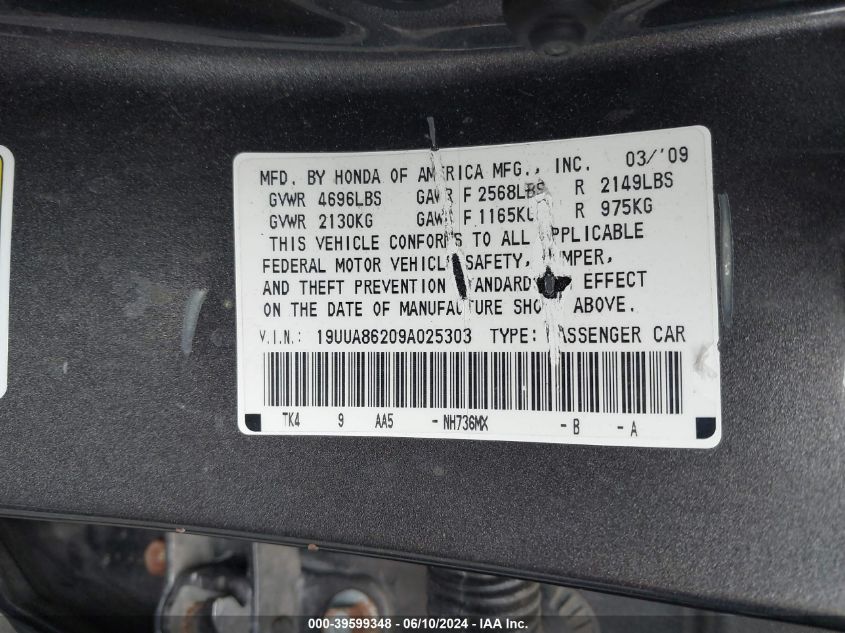 MFD. BY HONDA OF AMERICA MFG., INC. 03/'09
GVWR 4696LBS GAWR F 2568LBS R 2149LBS
GVWR 2130KG GAWR F 1165KG R 975KG
THIS VEHICLE CONFORMS TO ALL APPLICABLE
FEDERAL MOTOR VEHICLE SAFETY, BUMPER,
AND THEFT PREVENTION STANDARDS IN EFFECT
ON THE DATE OF MANUFACTURE SHOWN ABOVE.
V.I.N.: 19UUA86209A025303 TYPE: PASSENGER CAR
TK4 9 AA5 - NH736MX - B - A
000-39599348 - 06/10/2024 - IAA Inc.